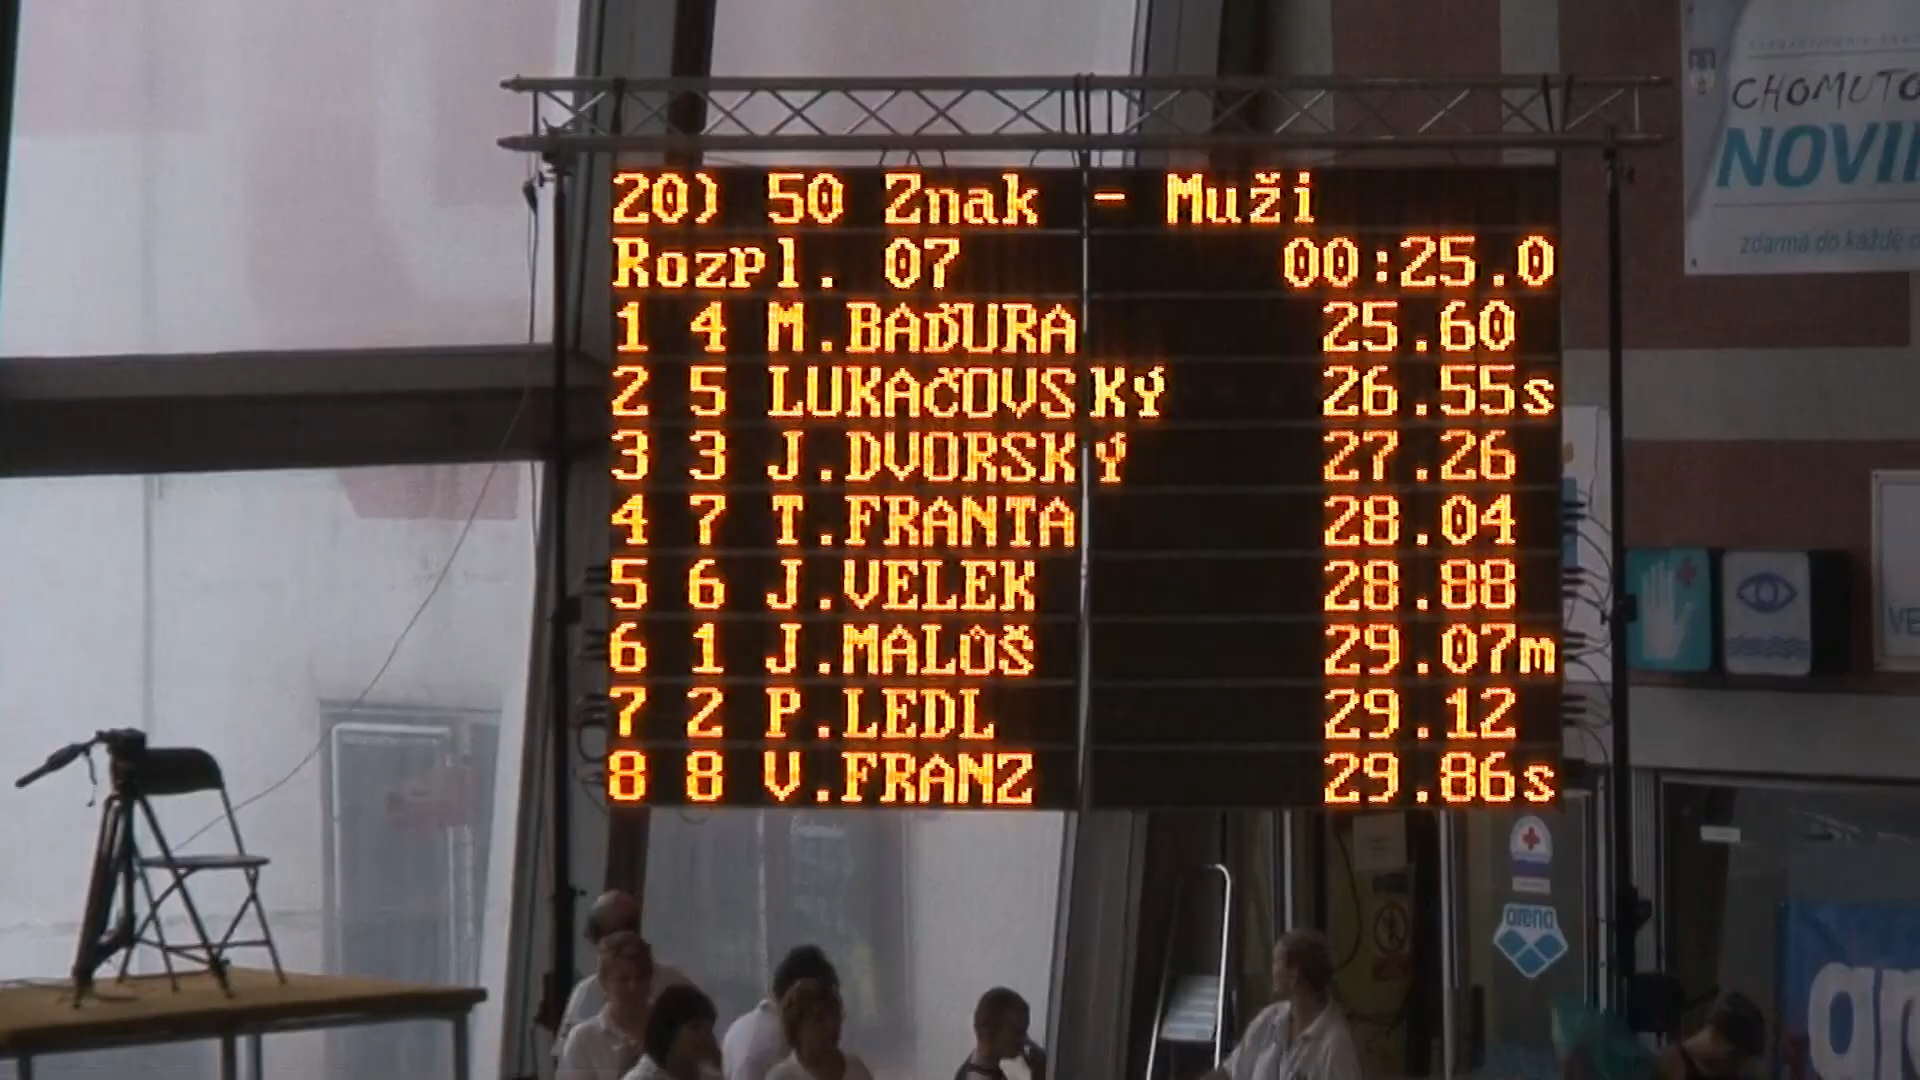 20) 50 Znak - Muži
Rozpl. 07 00:25.0
1 4 M.BAĎURA 25.60
2 5 LUKAČOVSKÝ 26.55s
3 3 J.DVORSKÝ 27.26
4 7 T.FRANTA 28.04
5 6 J.VELEK 28.88
6 1 J.MALŮŠ 29.07m
7 2 P.LEDL 29.12
8 8 V.FRANZ 29.86s
CHOMUTO
NOVI
zdarma do každé
VE
arena